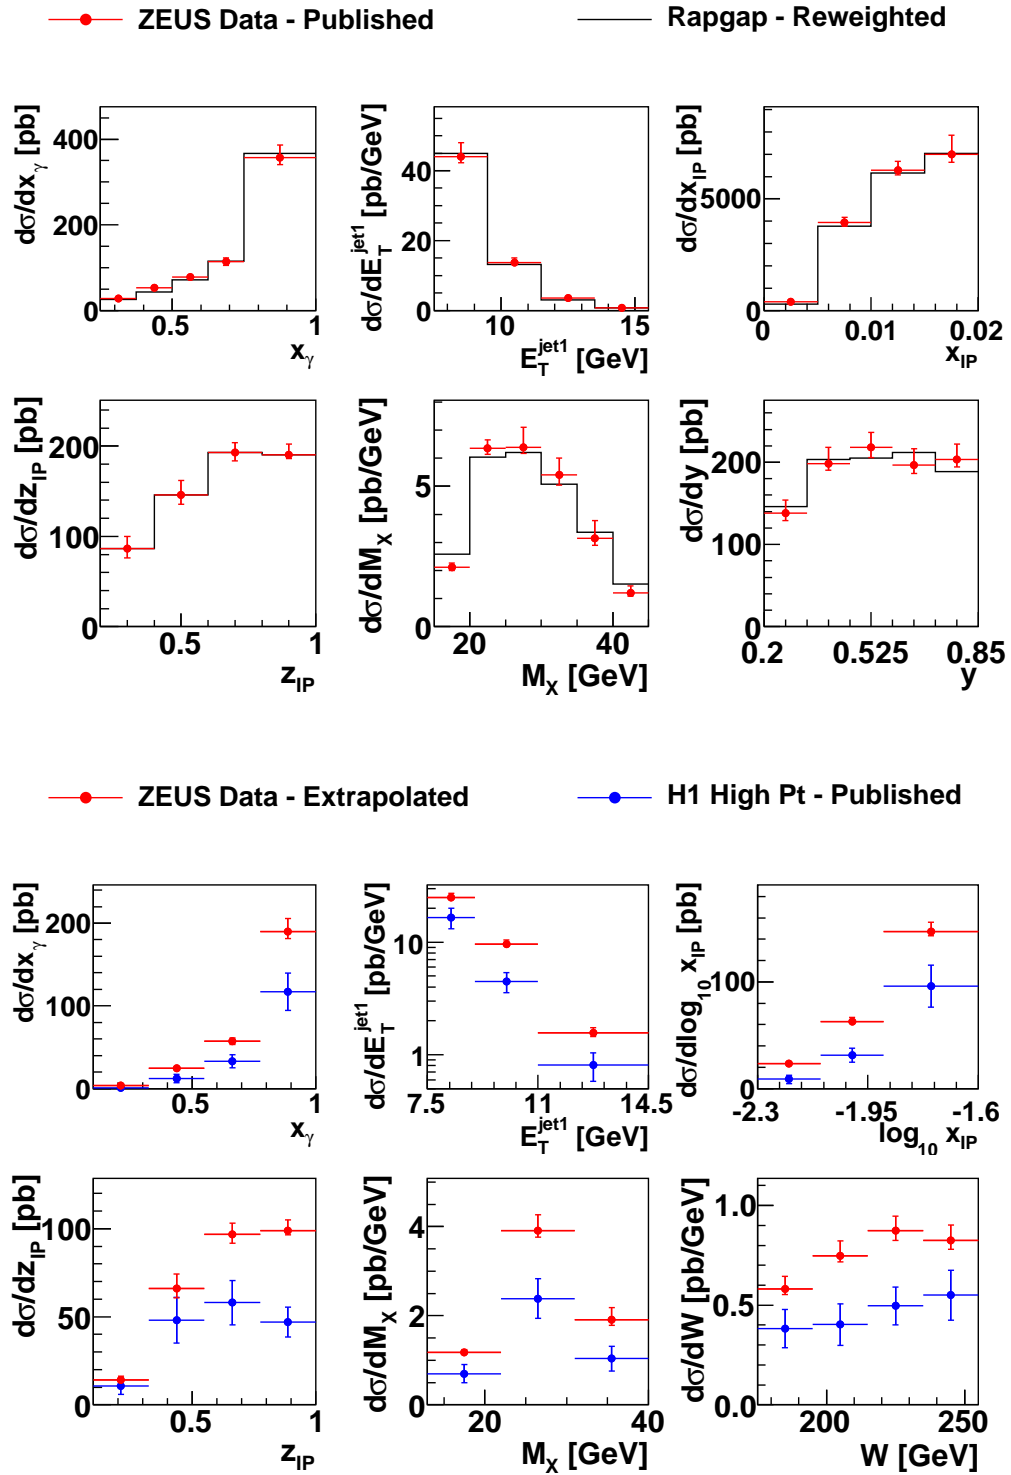 ZEUS Data - Published
Rapgap - Reweighted
dσ/dxγ [pb]
400
200
0
0.5
1
xγ
dσ/dE_T^jet1 [pb/GeV]
40
20
0
10
15
E_T^jet1 [GeV]
dσ/dx_IP [pb]
5000
0
0
0.01
0.02
x_IP
dσ/dz_IP [pb]
200
100
0
0.5
1
z_IP
dσ/dM_X [pb/GeV]
5
0
20
40
M_X [GeV]
dσ/dy [pb]
200
100
0
0.2
0.525
0.85
y
ZEUS Data - Extrapolated
H1 High Pt - Published
dσ/dxγ [pb]
200
100
0
0.5
1
xγ
dσ/dE_T^jet1 [pb/GeV]
10
1
7.5
11
14.5
E_T^jet1 [GeV]
dσ/dlog_10 x_IP [pb]
100
0
-2.3
-1.95
-1.6
log_10 x_IP
dσ/dz_IP [pb]
100
50
0
0.5
1
z_IP
dσ/dM_X [pb/GeV]
4
2
0
20
40
M_X [GeV]
dσ/dW [pb/GeV]
1.0
0.5
0.0
200
250
W [GeV]